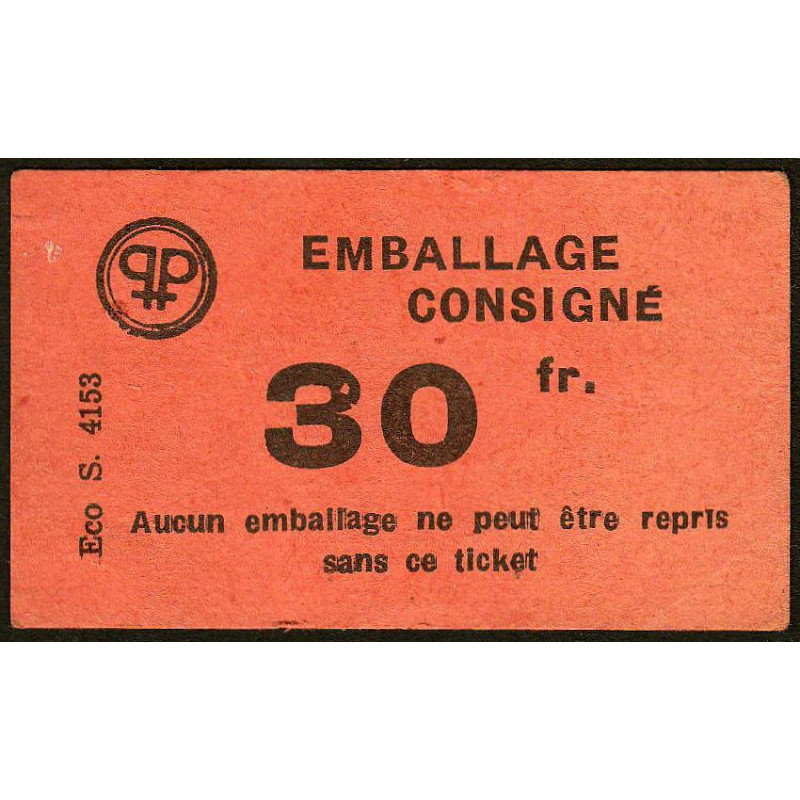 EMBALLAGE
CONSIGNÉ
30 fr.
Aucun emballage ne peut être repris
sans ce ticket
Eco S. 4153